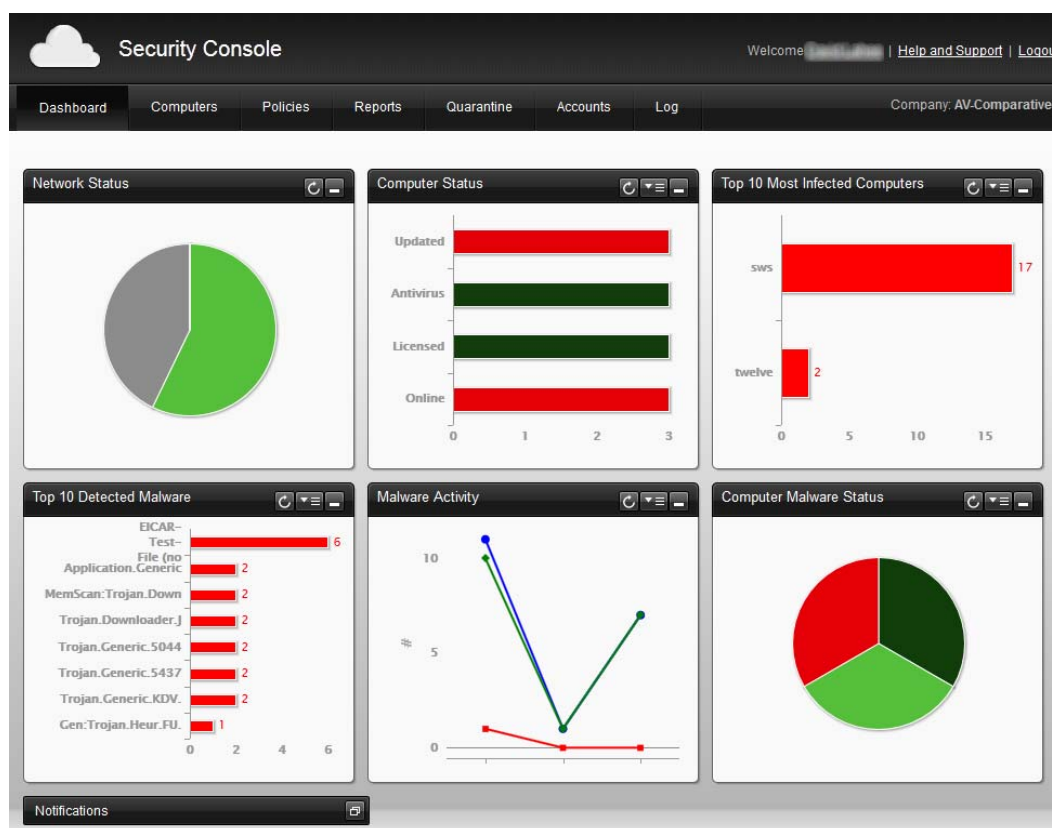 Security Console
Welcome | Help and Support | Logou
Dashboard Computers Policies Reports Quarantine Accounts Log Company: AV-Comparative
Network Status
Computer Status
Updated
Antivirus
Licensed
Online
0 1 2 3
Top 10 Most Infected Computers
sws 17
twelve 2
0 5 10 15
Top 10 Detected Malware
EICAR-
Test-
File (no
6
Application.Generic 2
MemScan:Trojan.Down 2
Trojan.Downloader.J 2
Trojan.Generic.5044 2
Trojan.Generic.5437 2
Trojan.Generic.KDV. 2
Gen:Trojan.Heur.FU. 1
0 2 4 6
Malware Activity
10
#
5
0
Computer Malware Status
Notifications